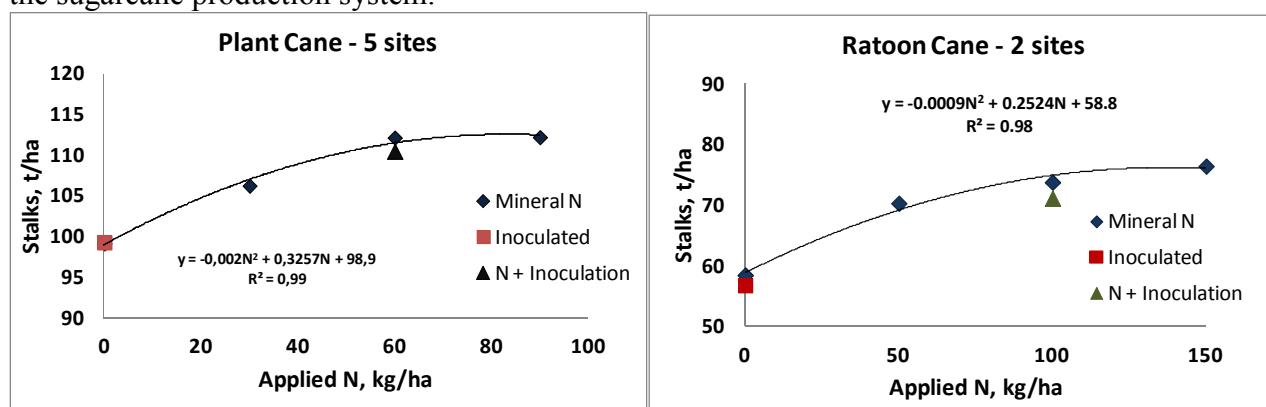 the sugarcane production system.
Plant Cane - 5 sites
120
115
110
105
100
95
90
Stalks, t/ha
y = -0,002N² + 0,3257N + 98,9
R² = 0,99
Mineral N
Inoculated
N + Inoculation
0 20 40 60 80 100
Applied N, kg/ha
Ratoon Cane - 2 sites
90
80
70
60
50
Stalks, t/ha
y = -0.0009N² + 0.2524N + 58.8
R² = 0.98
Mineral N
Inoculated
N + Inoculation
0 50 100 150
Applied N, kg/ha